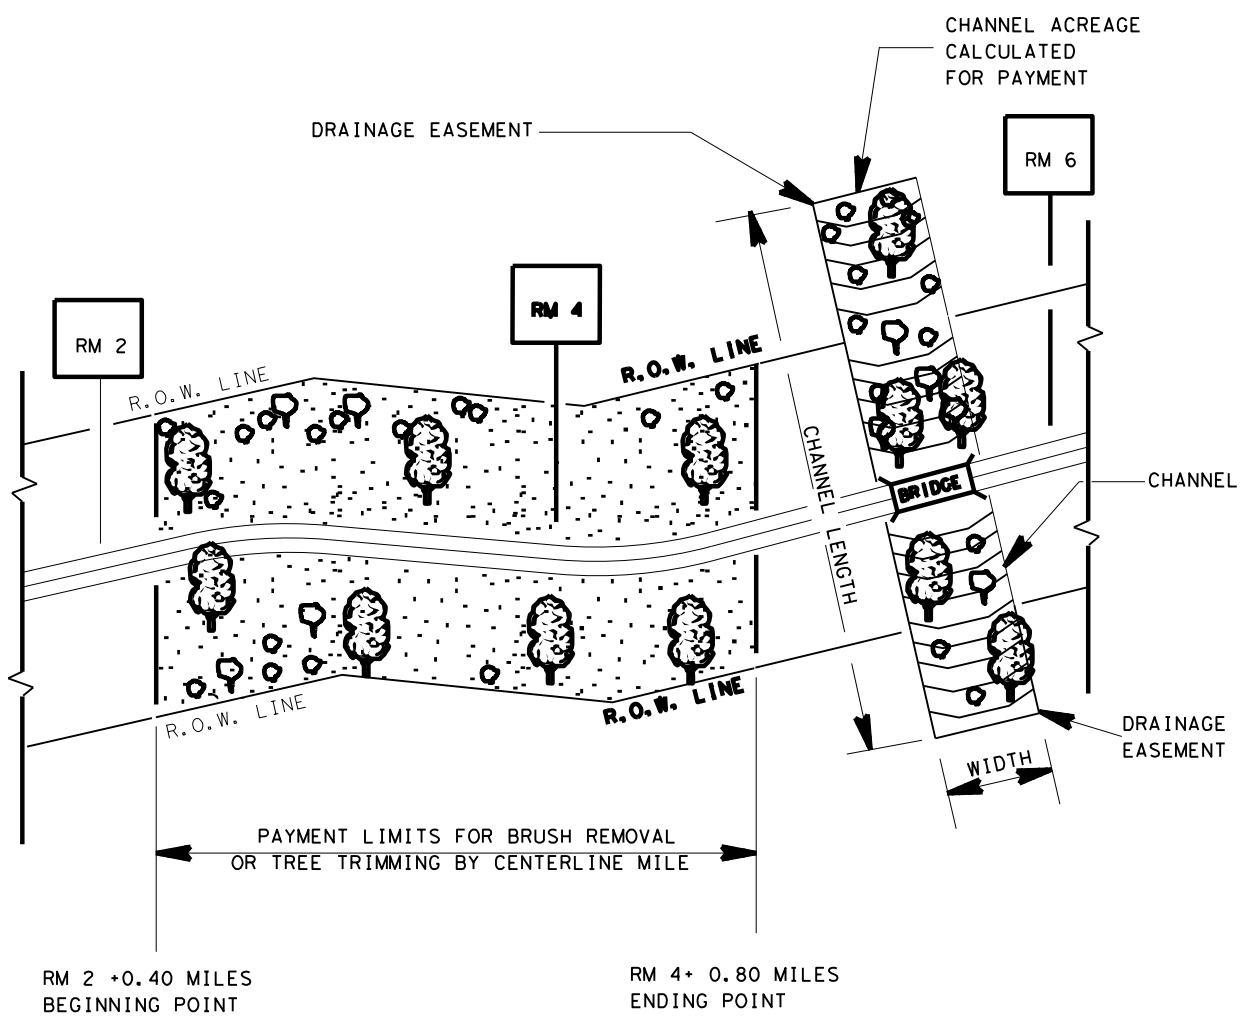 CHANNEL ACREAGE
CALCULATED
FOR PAYMENT
DRAINAGE EASEMENT
RM 6
RM 4
RM 2
R.O.W. LINE
R.O.W. LINE
CHANNEL LENGTH
BRIDGE
CHANNEL
R.O.W. LINE
R.O.W. LINE
DRAINAGE
EASEMENT
WIDTH
PAYMENT LIMITS FOR BRUSH REMOVAL
OR TREE TRIMMING BY CENTERLINE MILE
RM 2 +0.40 MILES
BEGINNING POINT
RM 4+ 0.80 MILES
ENDING POINT